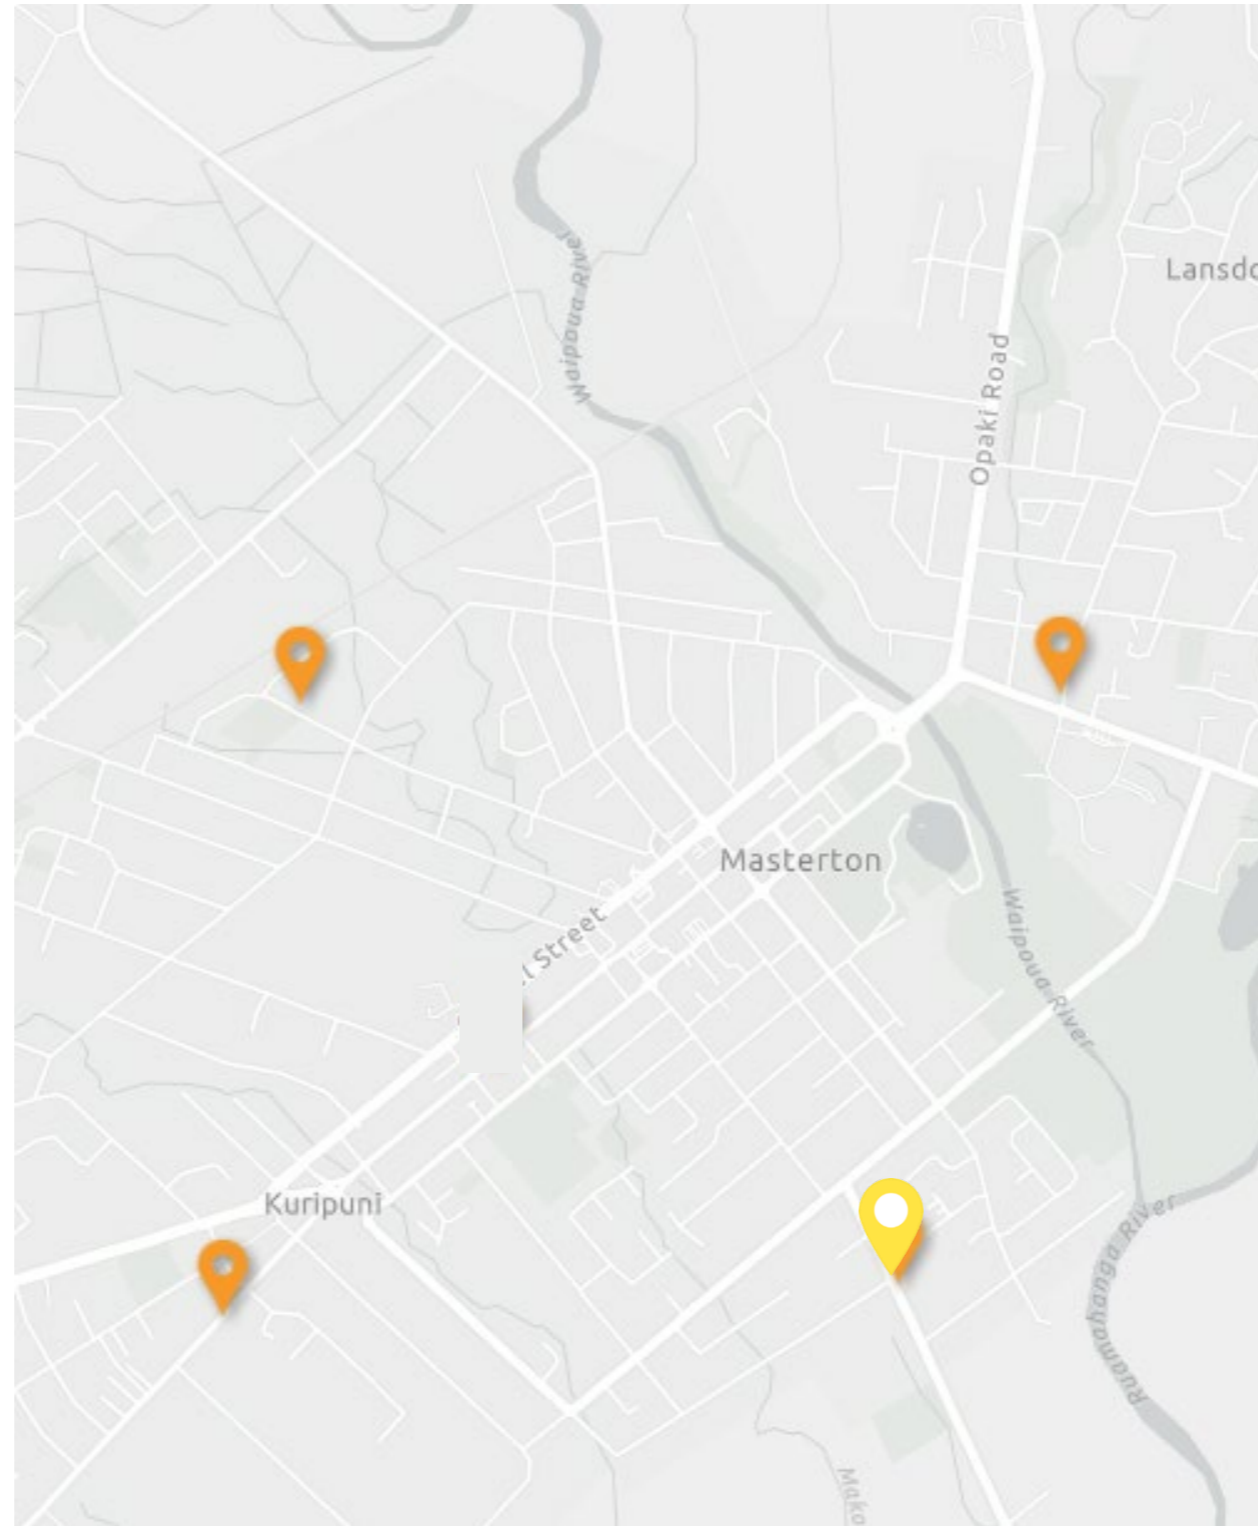 Waipoua River
Lansdo
Opaki Road
Masterton
l Street
Waipoua River
Kuripuni
Ruamahanga River
Mako